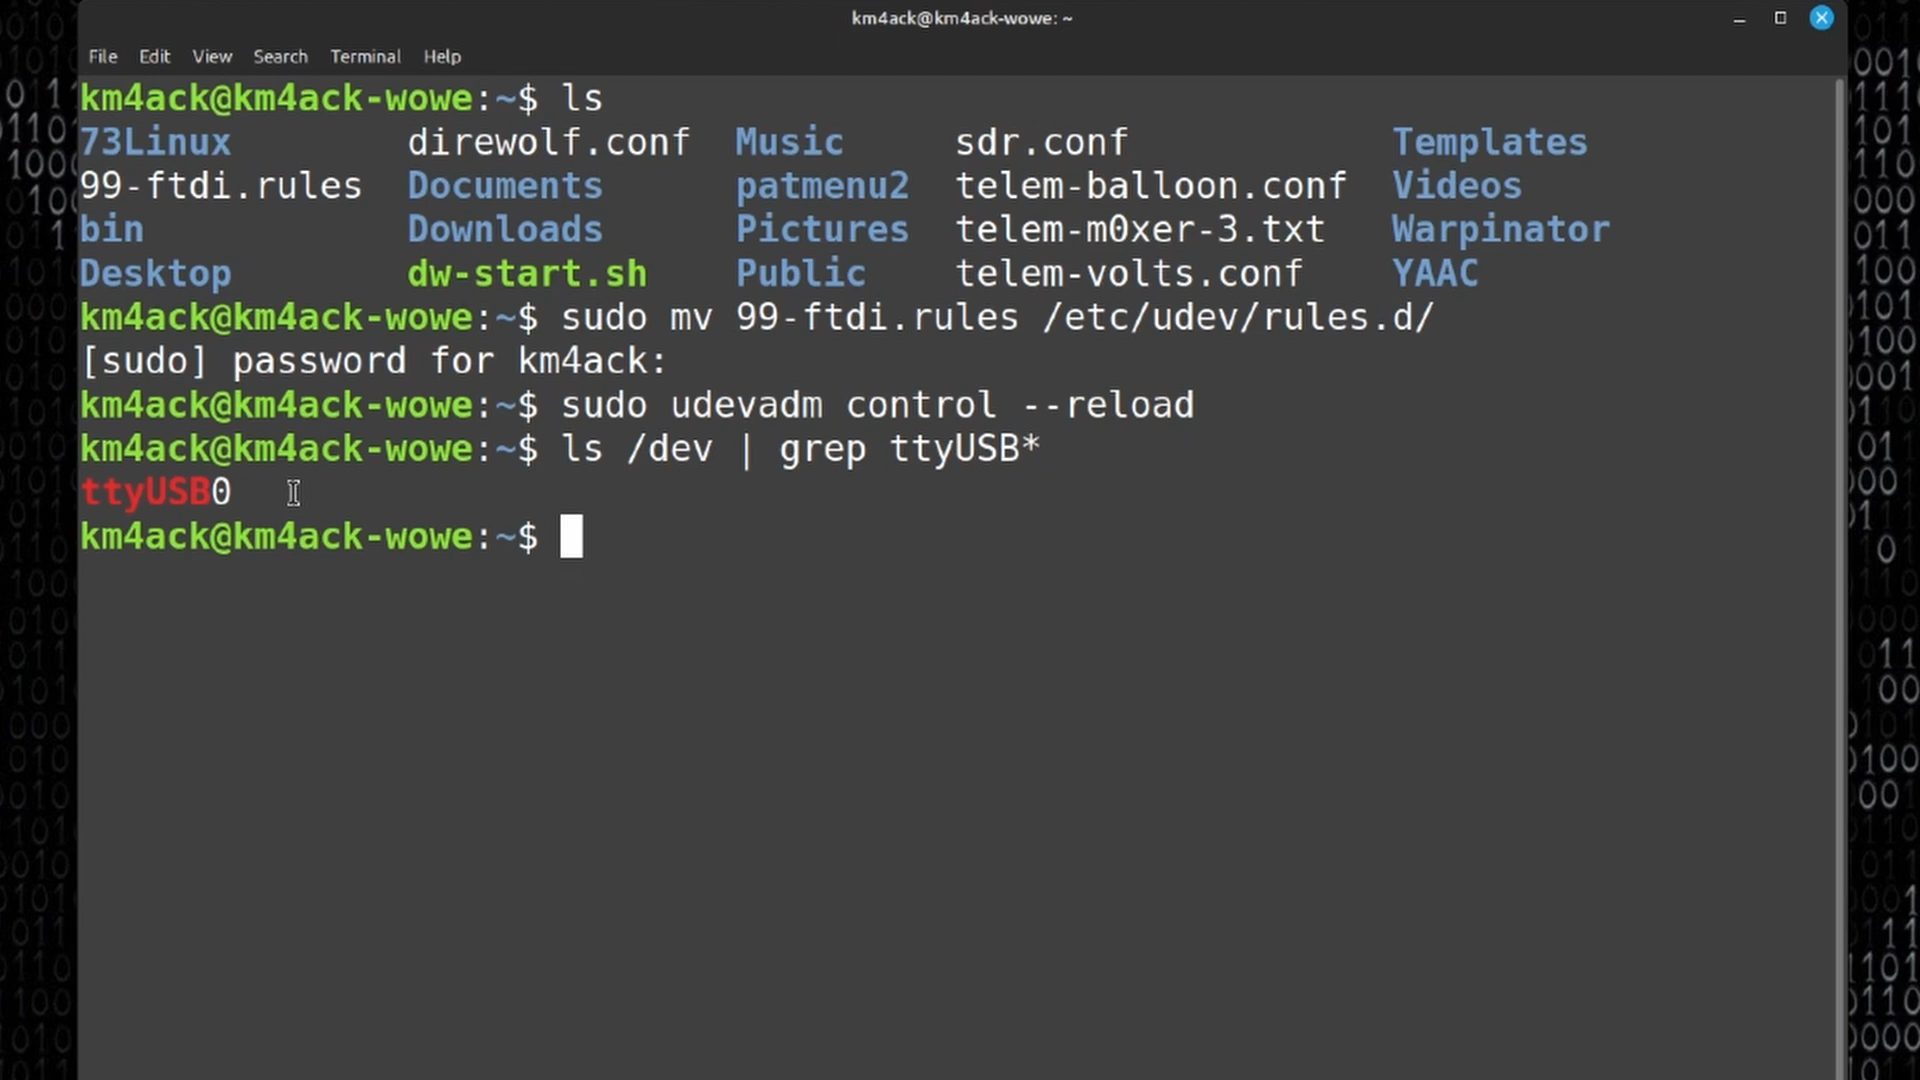 km4ack@km4ack-wowe: ~
File Edit View Search Terminal Help
km4ack@km4ack-wowe:~$ ls
73Linux direwolf.conf Music sdr.conf Templates
99-ftdi.rules Documents patmenu2 telem-balloon.conf Videos
bin Downloads Pictures telem-m0xer-3.txt Warpinator
Desktop dw-start.sh Public telem-volts.conf YAAC
km4ack@km4ack-wowe:~$ sudo mv 99-ftdi.rules /etc/udev/rules.d/
[sudo] password for km4ack:
km4ack@km4ack-wowe:~$ sudo udevadm control --reload
km4ack@km4ack-wowe:~$ ls /dev | grep ttyUSB*
ttyUSB0
km4ack@km4ack-wowe:~$